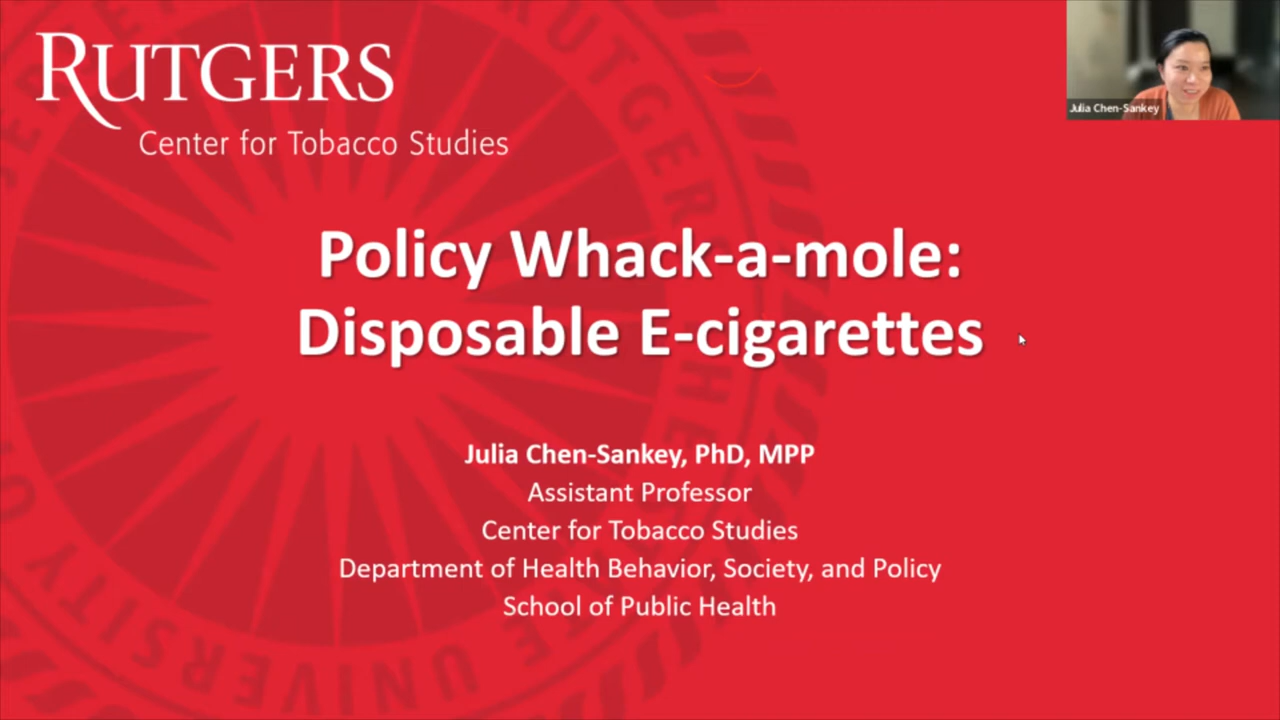 RUTGERS
Center for Tobacco Studies
Julia Chen-Sankey
Policy Whack-a-mole:
Disposable E-cigarettes
Julia Chen-Sankey, PhD, MPP
Assistant Professor
Center for Tobacco Studies
Department of Health Behavior, Society, and Policy
School of Public Health